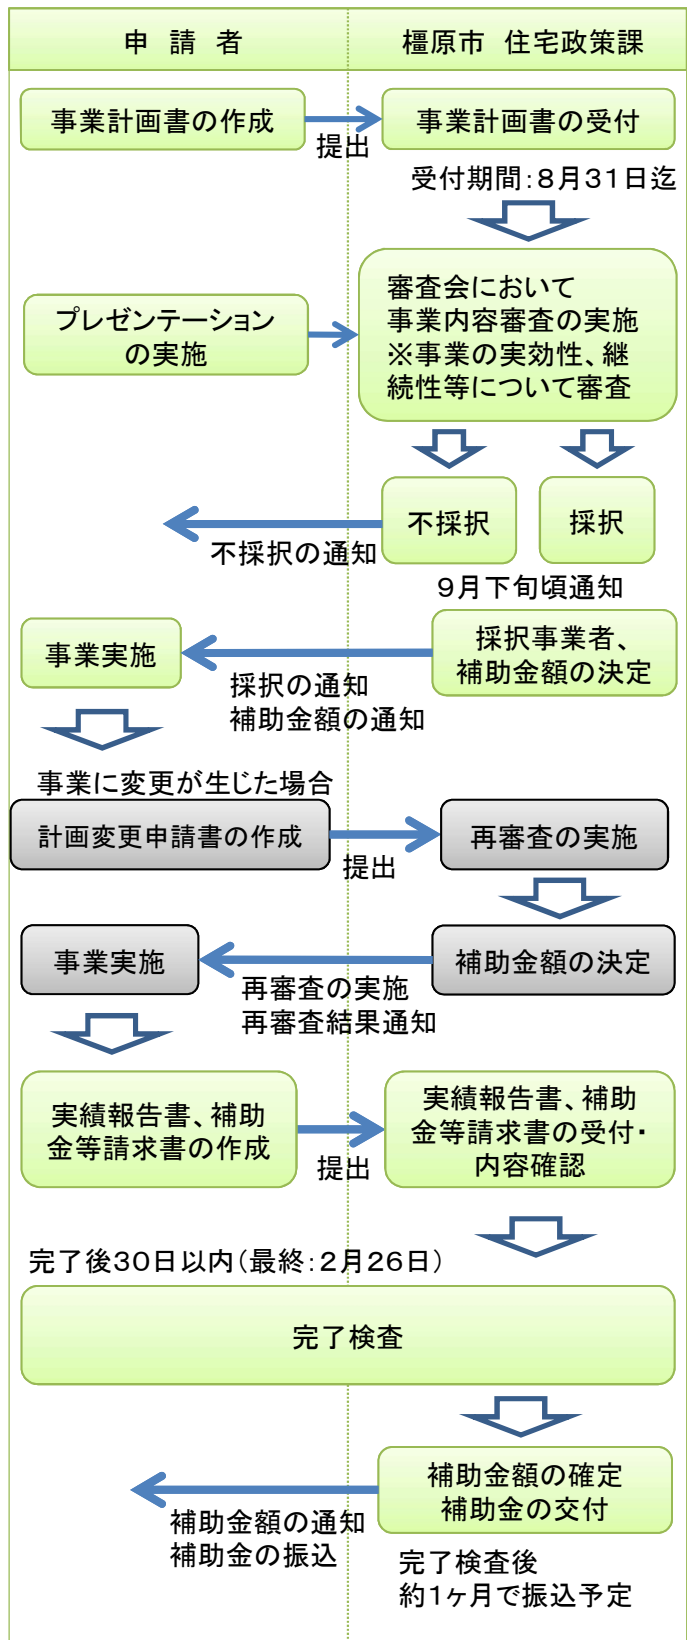 申 請 者
橿原市 住宅政策課
事業計画書の作成
提出
事業計画書の受付
受付期間：８月３１日迄
プレゼンテーション
の実施
審査会において
事業内容審査の実施
※事業の実効性、継
続性等について審査
不採択
採択
不採択の通知
９月下旬頃通知
事業実施
採択事業者、
補助金額の決定
採択の通知
補助金額の通知
事業に変更が生じた場合
計画変更申請書の作成
提出
再審査の実施
事業実施
補助金額の決定
再審査の実施
再審査結果通知
実績報告書、補助
金等請求書の作成
提出
実績報告書、補助
金等請求書の受付・
内容確認
完了後３０日以内（最終：２月２６日）
完了検査
補助金額の確定
補助金の交付
補助金額の通知
補助金の振込
完了検査後
約１ヶ月で振込予定